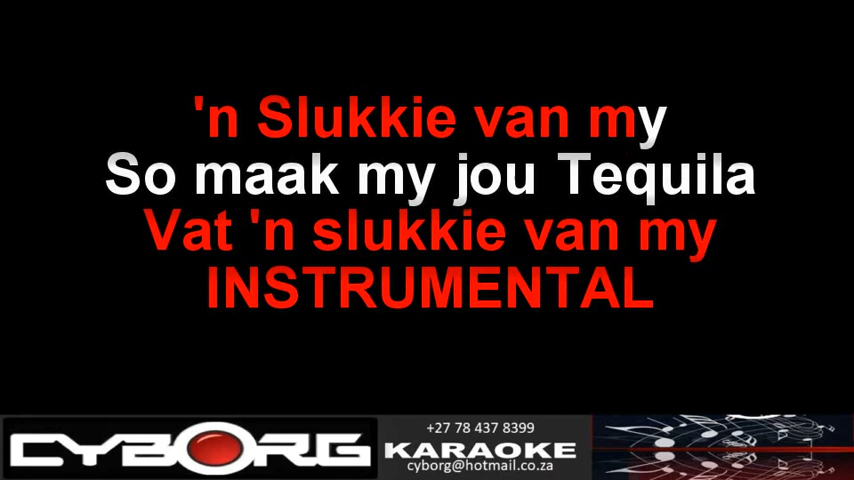 'n Slukkie van my
So maak my jou Tequila
Vat 'n slukkie van my
INSTRUMENTAL
CYBORG
+27 78 437 8399
KARAOKE
cyborg@hotmail.co.za